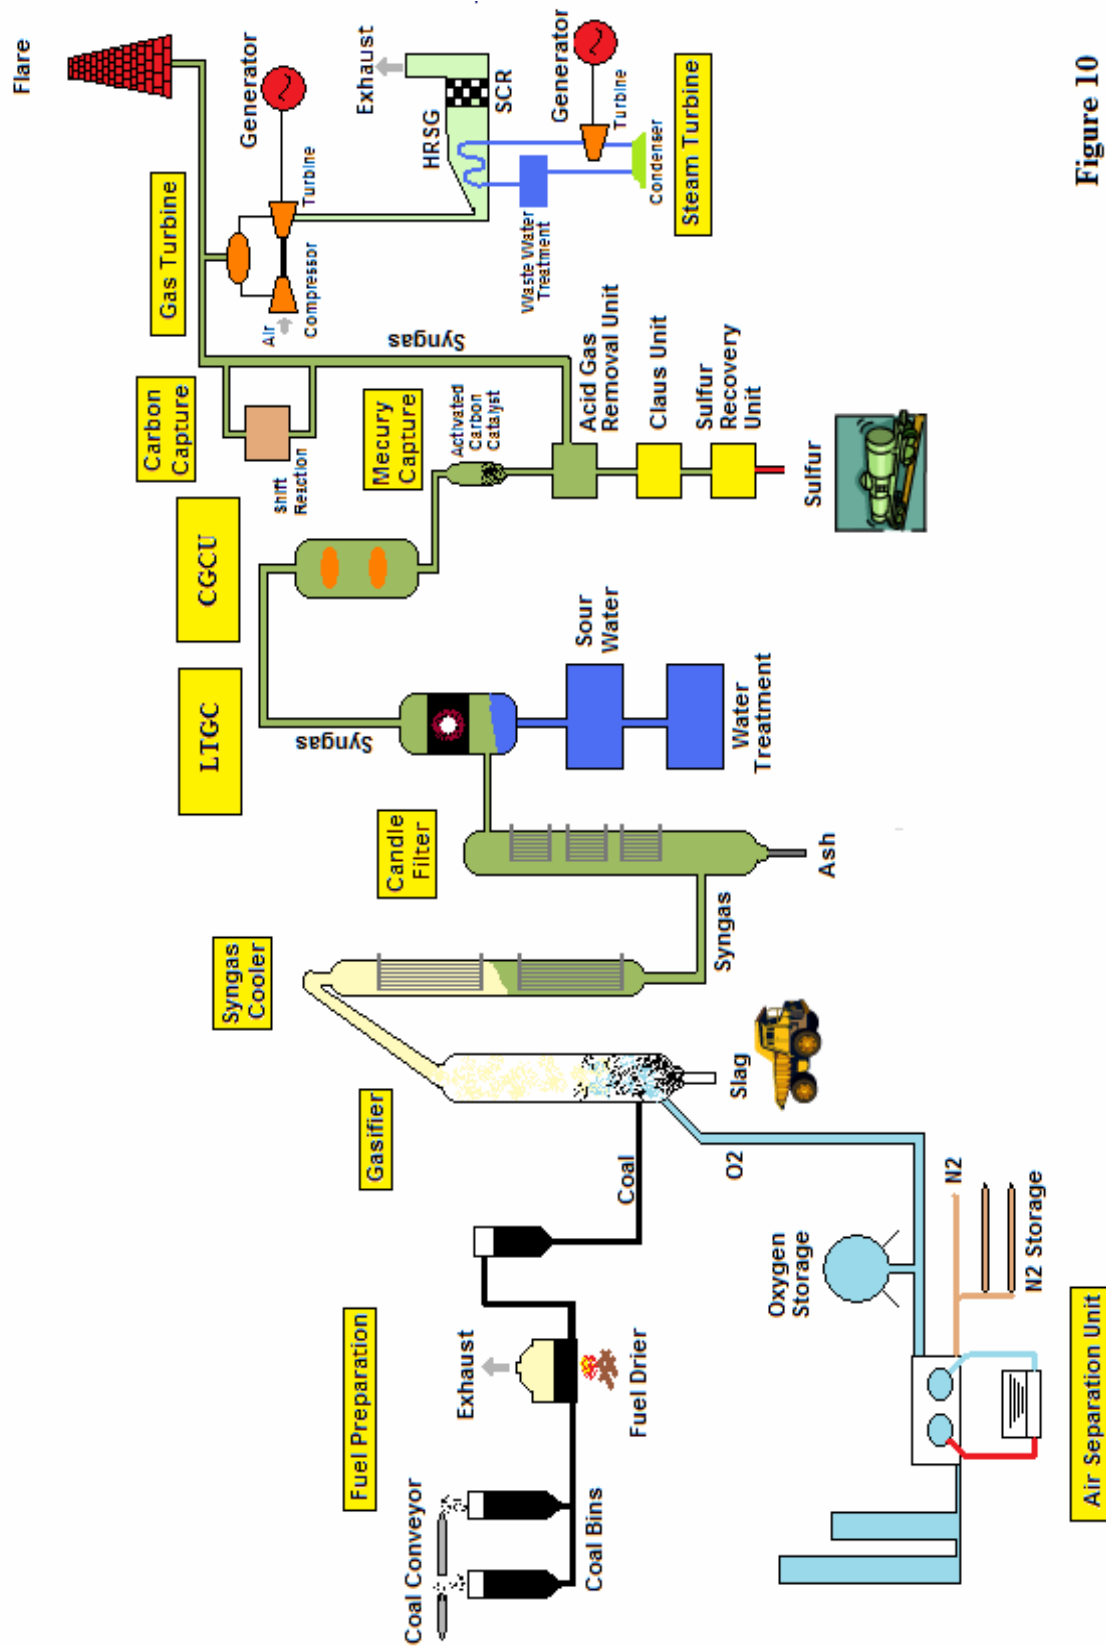 Fuel Preparation
Coal Conveyor
Coal Bins
Exhaust
Fuel Drier
Coal
Gasifier
O2
Slag
Syngas
Cooler
Syngas
Candle
Filter
Ash
LTGC
Syngas
Sour
Water
Water
Treatment
CGCU
Mecury
Capture
Activated
Carbon
Catalyst
Carbon
Capture
Shift
Reaction
Syngas
Acid Gas
Removal Unit
Claus Unit
Sulfur
Recovery
Unit
Sulfur
Gas Turbine
Air
Compressor
Turbine
Generator
Flare
Exhaust
HRSG
SCR
Waste Water
Treatment
Generator
Turbine
Condenser
Steam Turbine
Oxygen
Storage
N2
N2 Storage
Air Separation Unit
Figure 10